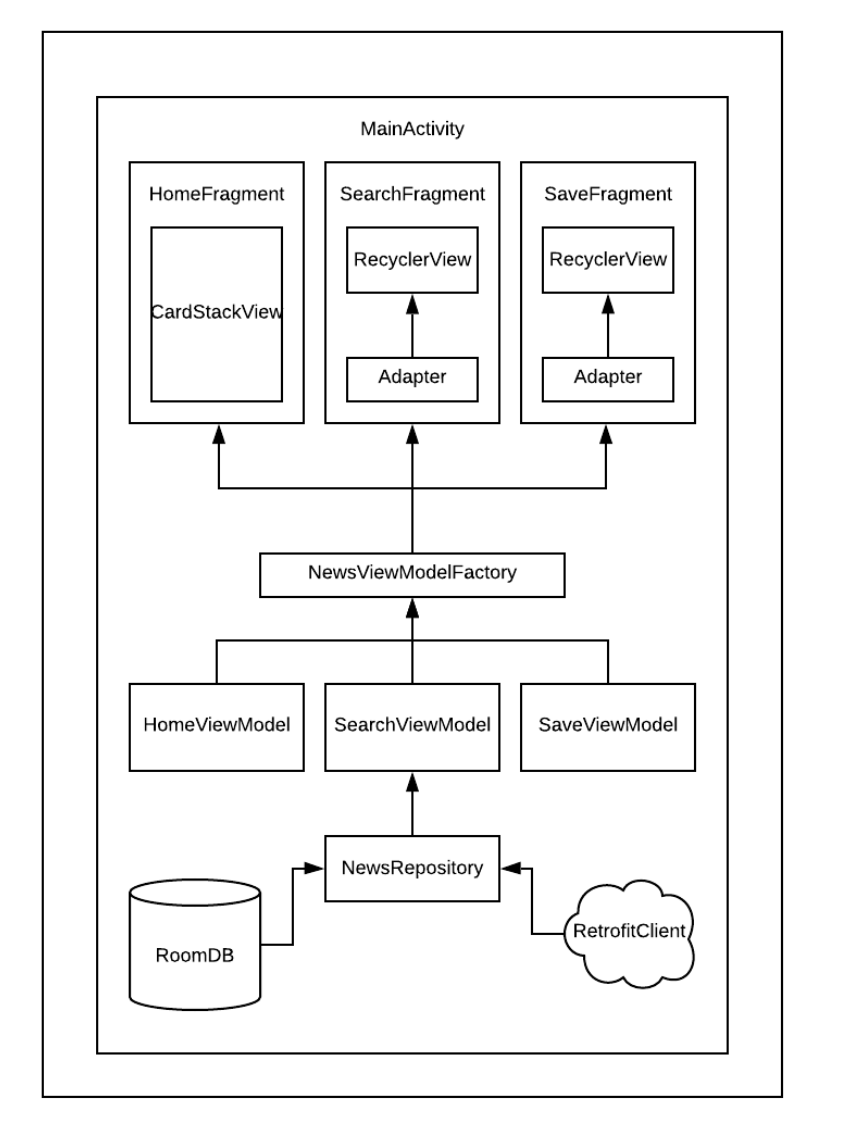 MainActivity
HomeFragment
SearchFragment
SaveFragment
CardStackView
RecyclerView
RecyclerView
Adapter
Adapter
NewsViewModelFactory
HomeViewModel
SearchViewModel
SaveViewModel
NewsRepository
RoomDB
RetrofitClient